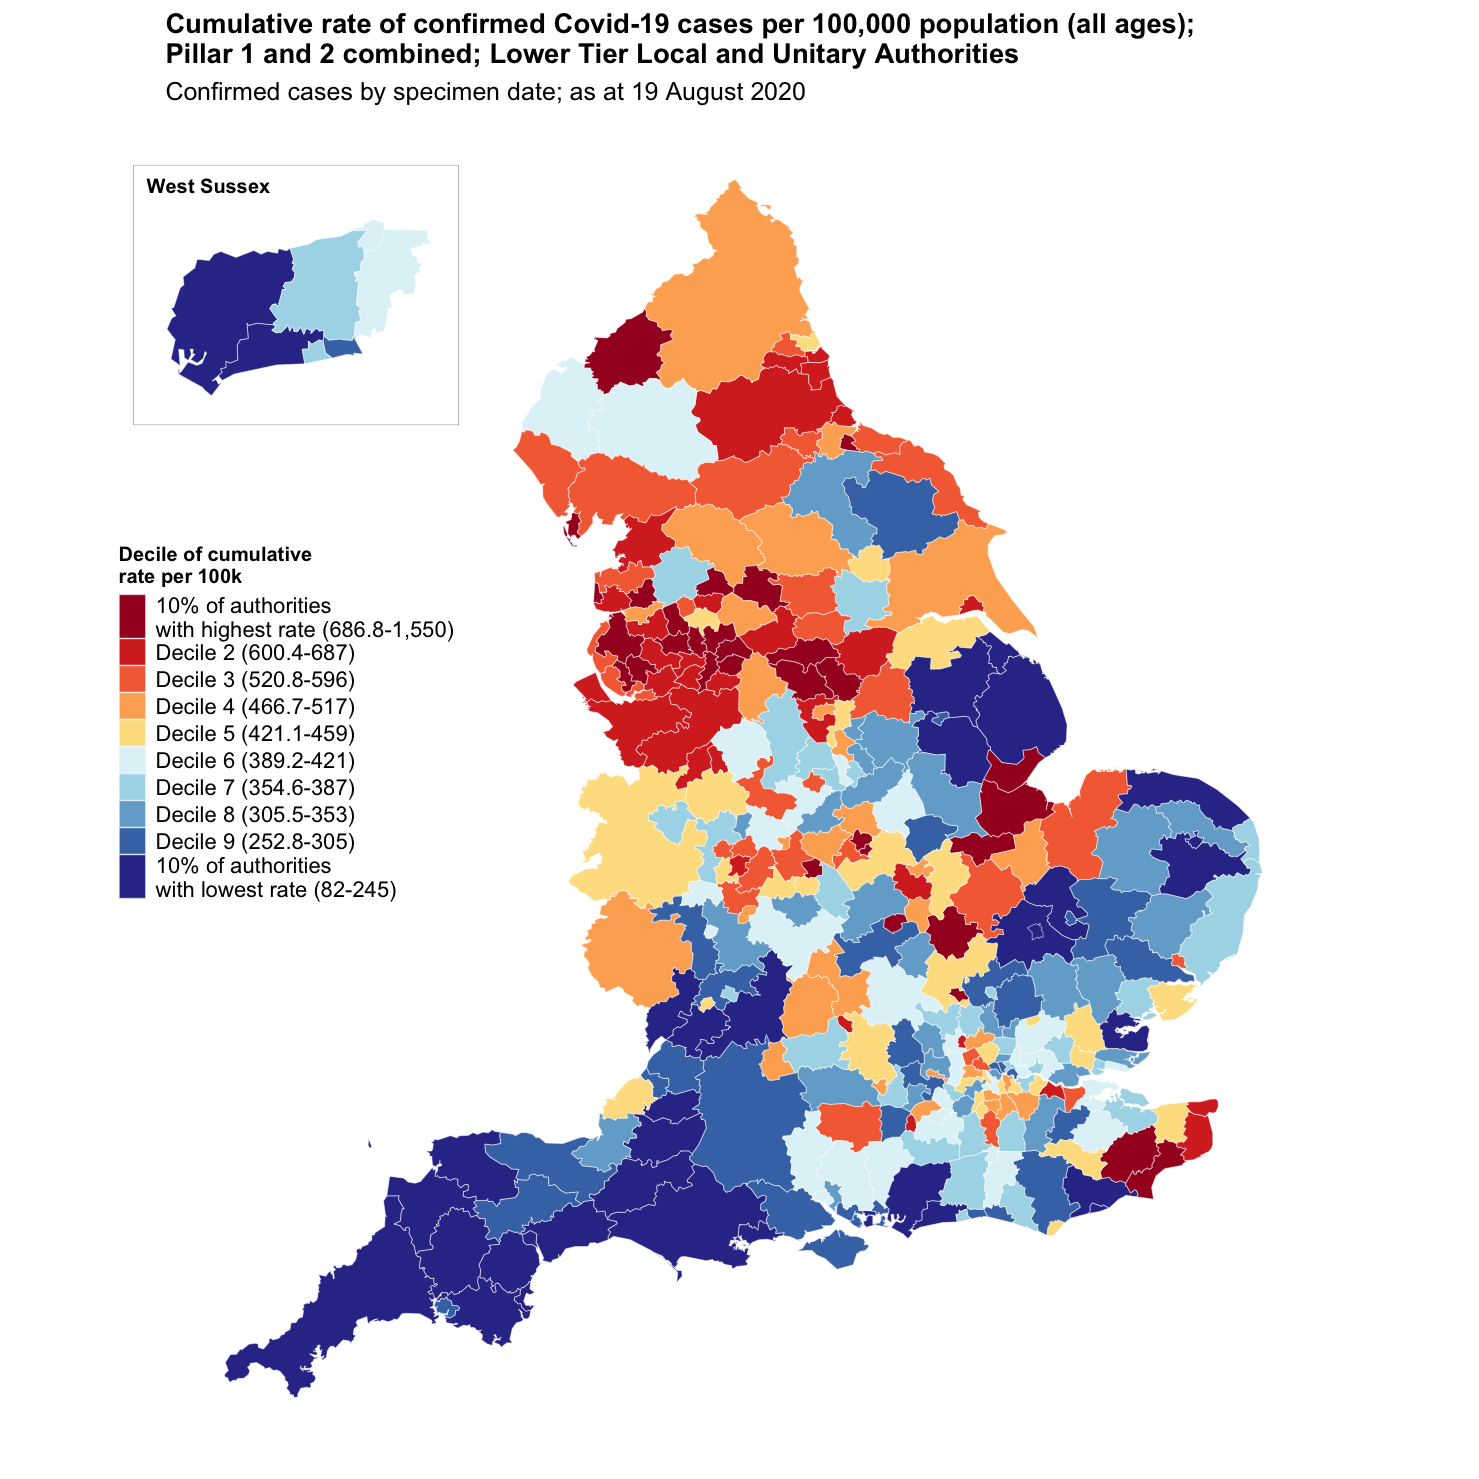 Cumulative rate of confirmed Covid-19 cases per 100,000 population (all ages);
Pillar 1 and 2 combined; Lower Tier Local and Unitary Authorities
Confirmed cases by specimen date; as at 19 August 2020
West Sussex
Decile of cumulative
rate per 100k
10% of authorities
with highest rate (686.8-1,550)
Decile 2 (600.4-687)
Decile 3 (520.8-596)
Decile 4 (466.7-517)
Decile 5 (421.1-459)
Decile 6 (389.2-421)
Decile 7 (354.6-387)
Decile 8 (305.5-353)
Decile 9 (252.8-305)
10% of authorities
with lowest rate (82-245)